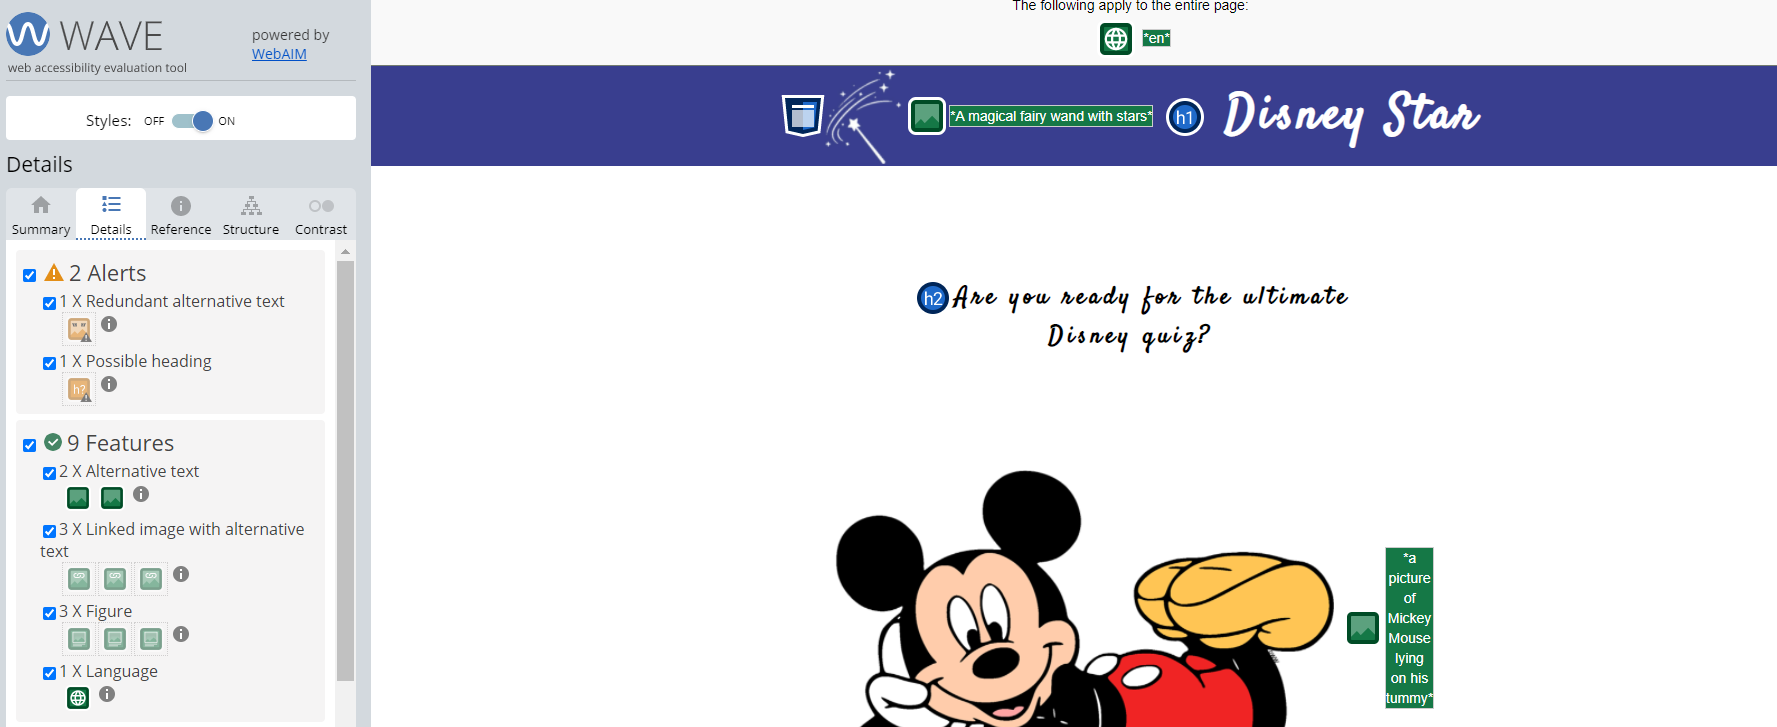 WAVE
powered by
WebAIM
web accessibility evaluation tool
Styles: OFF ON
Details
Summary Details Reference Structure Contrast
2 Alerts
1 X Redundant alternative text
1 X Possible heading
h?
9 Features
2 X Alternative text
3 X Linked image with alternative
text
3 X Figure
1 X Language
The following apply to the entire page:
*en*
*A magical fairy wand with stars*
h1 Disney Star
h2 Are you ready for the ultimate
Disney quiz?
*a
picture
of
Mickey
Mouse
lying
on his
tummy*